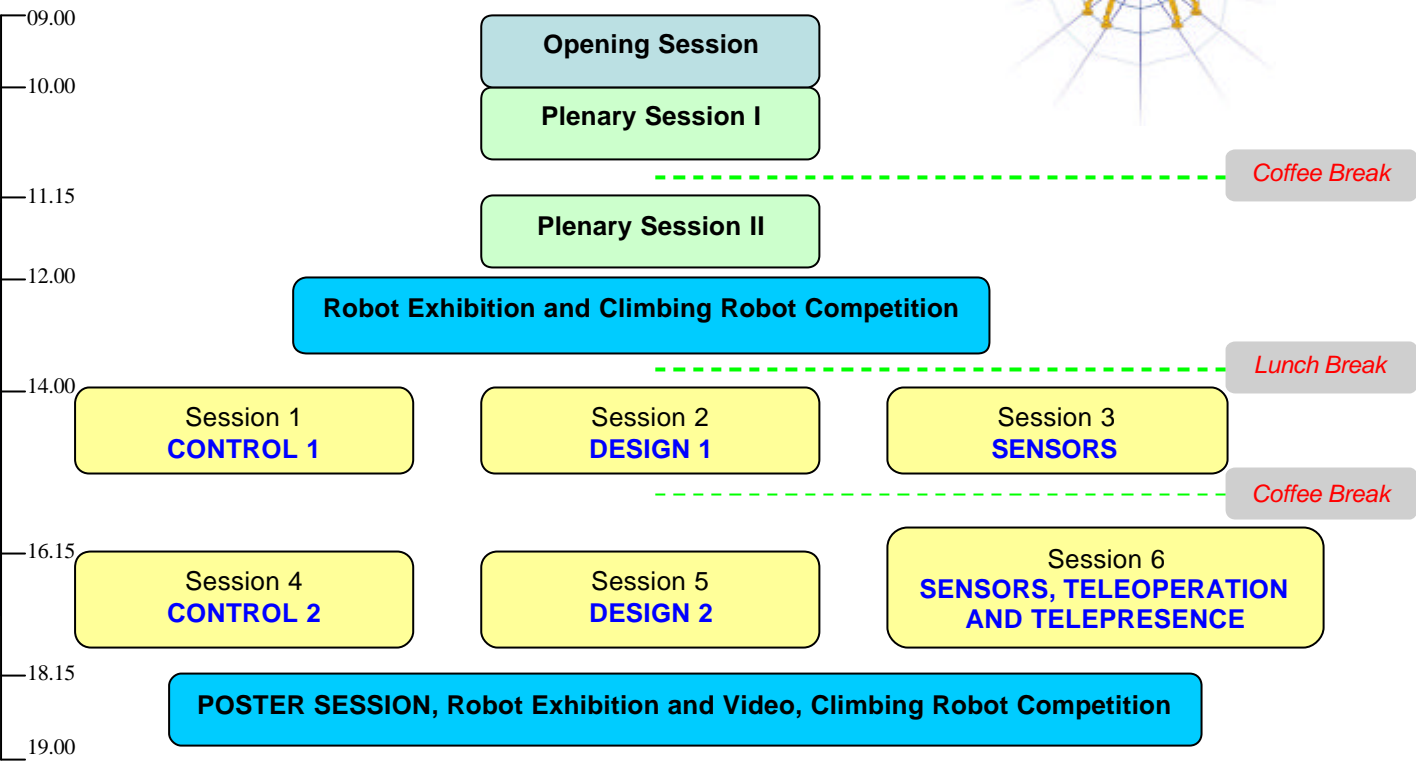 09.00
Opening Session
10.00
Plenary Session I
Coffee Break
11.15
Plenary Session II
12.00
Robot Exhibition and Climbing Robot Competition
Lunch Break
14.00
Session 1
CONTROL 1
Session 2
DESIGN 1
Session 3
SENSORS
Coffee Break
16.15
Session 4
CONTROL 2
Session 5
DESIGN 2
Session 6
SENSORS, TELEOPERATION
AND TELEPRESENCE
18.15
POSTER SESSION, Robot Exhibition and Video, Climbing Robot Competition
19.00